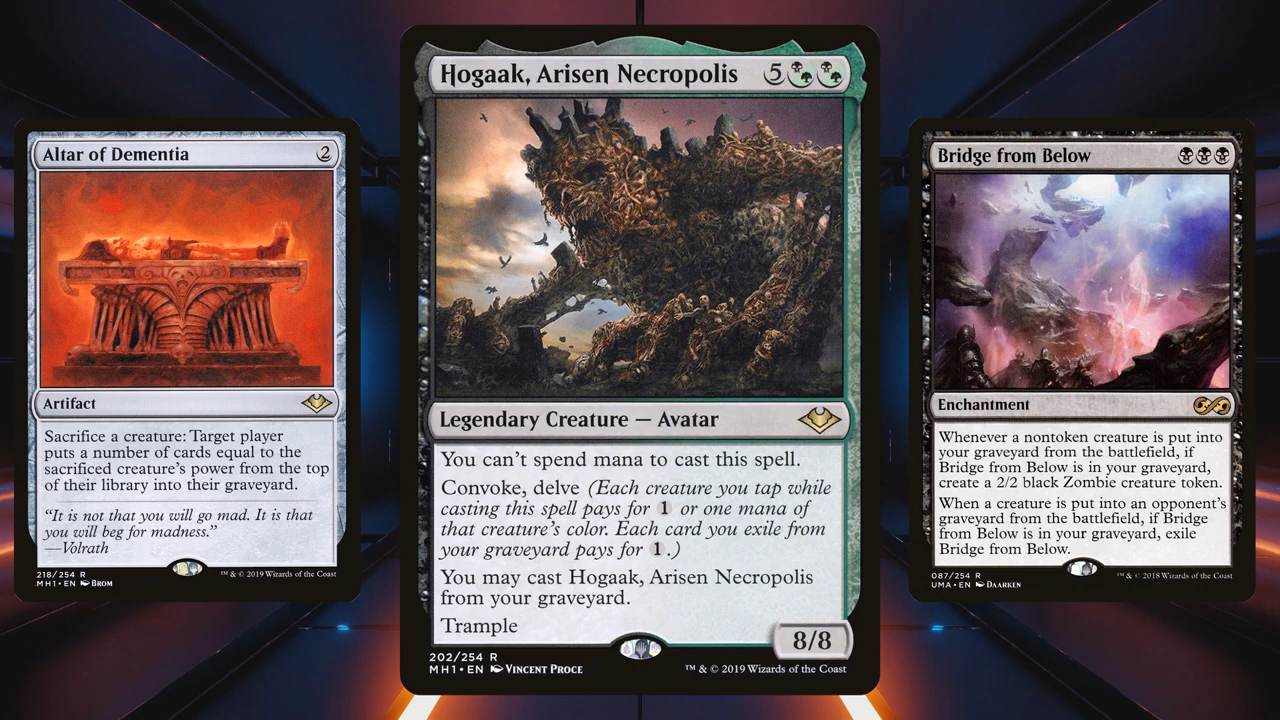 Altar of Dementia 2
Artifact
Sacrifice a creature: Target player
puts a number of cards equal to the
sacrificed creature's power from the top
of their library into their graveyard.
“It is not that you will go mad. It is that
you will beg for madness.”
—Volrath
218/254 R
MH1 • EN Brom
™ & © 2019 Wizards of the Coast
Hogaak, Arisen Necropolis 5
Legendary Creature — Avatar
You can't spend mana to cast this spell.
Convoke, delve (Each creature you tap while
casting this spell pays for 1 or one mana of
that creature's color. Each card you exile from
your graveyard pays for 1.)
You may cast Hogaak, Arisen Necropolis
from your graveyard.
Trample
8/8
202/254 R
MH1 • EN Vincent Proce
™ & © 2019 Wizards of the Coast
Bridge from Below
Enchantment
Whenever a nontoken creature is put into
your graveyard from the battlefield, if
Bridge from Below is in your graveyard,
create a 2/2 black Zombie creature token.
When a creature is put into an opponent's
graveyard from the battlefield, if Bridge
from Below is in your graveyard, exile
Bridge from Below.
087/254 R
UMA • EN Daarken
™ & © 2018 Wizards of the Coast